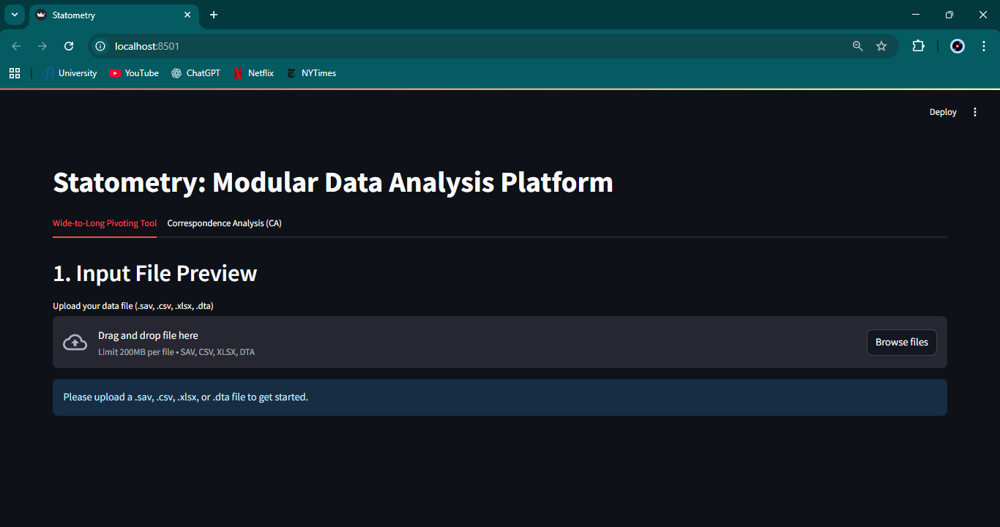 Statometry
localhost:8501
University YouTube ChatGPT Netflix NYTimes
Deploy
Statometry: Modular Data Analysis Platform
Wide-to-Long Pivoting Tool Correspondence Analysis (CA)
1. Input File Preview
Upload your data file (.sav, .csv, .xlsx, .dta)
Drag and drop file here
Limit 200MB per file • SAV, CSV, XLSX, DTA
Browse files
Please upload a .sav, .csv, .xlsx, or .dta file to get started.